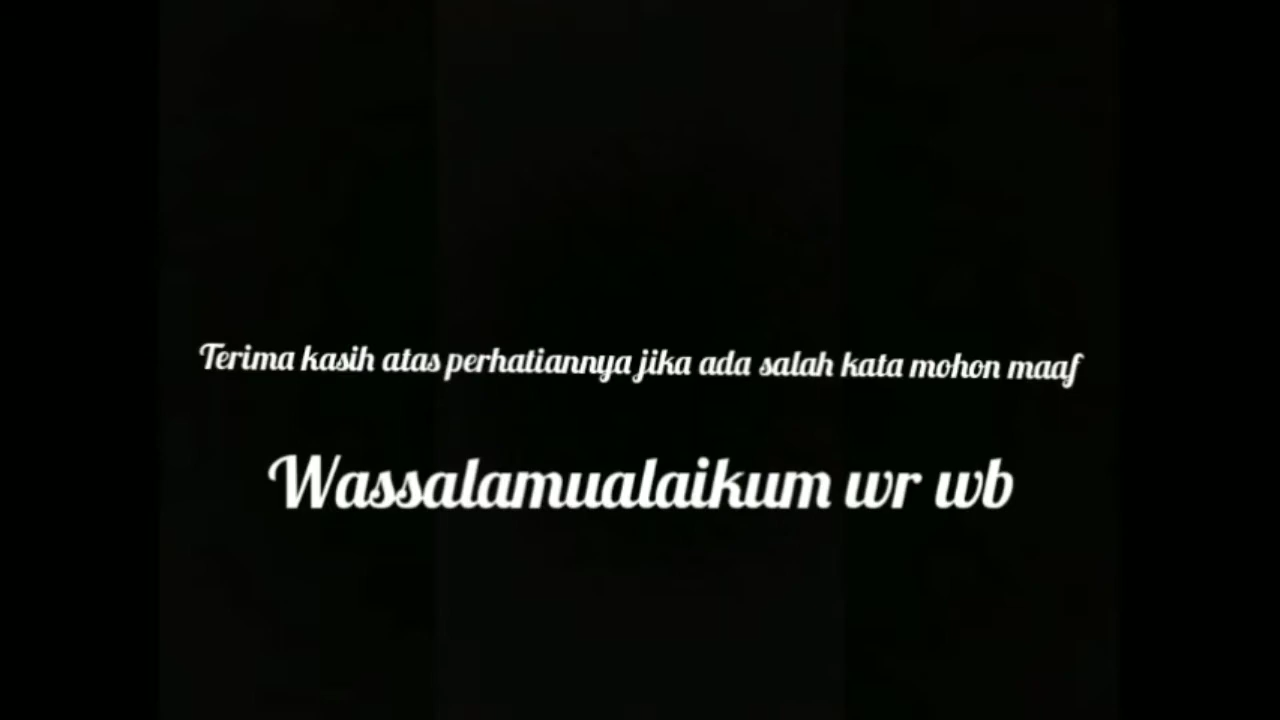 Terima kasih atas perhatiannya jika ada salah kata mohon maaf
Wassalamualaikum wr wb